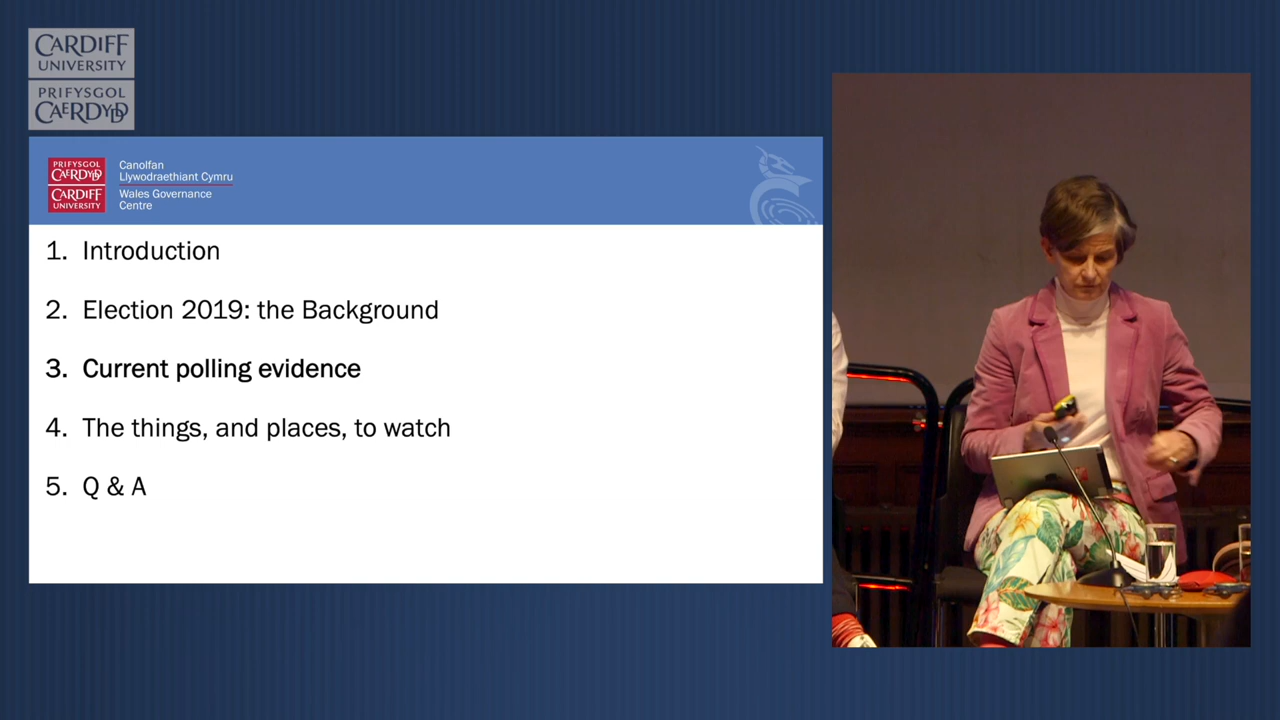 CARDIFF
UNIVERSITY
PRIFYSGOL
CAERDYDD
PRIFYSGOL
CAERDYDD
CARDIFF
UNIVERSITY
Canolfan
Llywodraethiant Cymru
Wales Governance
Centre
1. Introduction
2. Election 2019: the Background
3. Current polling evidence
4. The things, and places, to watch
5. Q & A